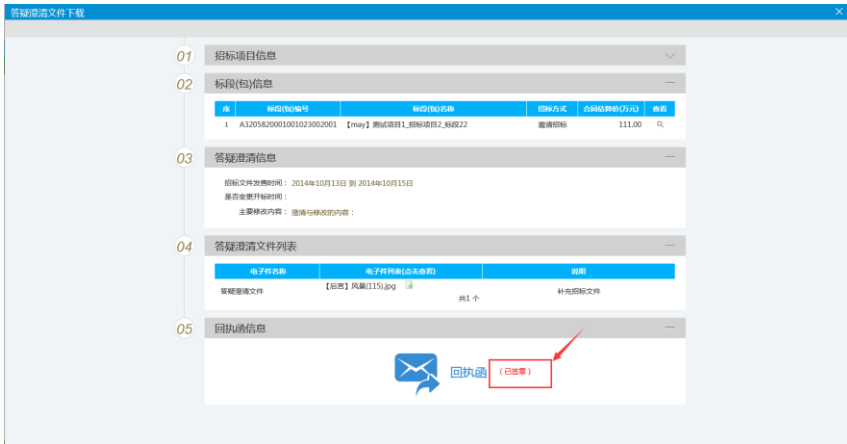 答疑澄清文件下载
01 招标项目信息
02 标段(包)信息
序 标段(包)编号 标段(包)名称 招标方式 合同估算价(万元) 查看
1 A3205820001001023002001 【may】测试项目1_招标项目2_标段22 邀请招标 111.00
03 答疑澄清信息
招标文件发售时间： 2014年10月13日 到 2014年10月15日
是否变更开标时间：
主要修改内容： 澄清与修改的内容：
04 答疑澄清文件列表
电子件名称 电子件列表(点击查看) 说明
答疑澄清文件 【后宫】风景(115).jpg 共1 个 补充招标文件
05 回执函信息
回执函 （已签章）